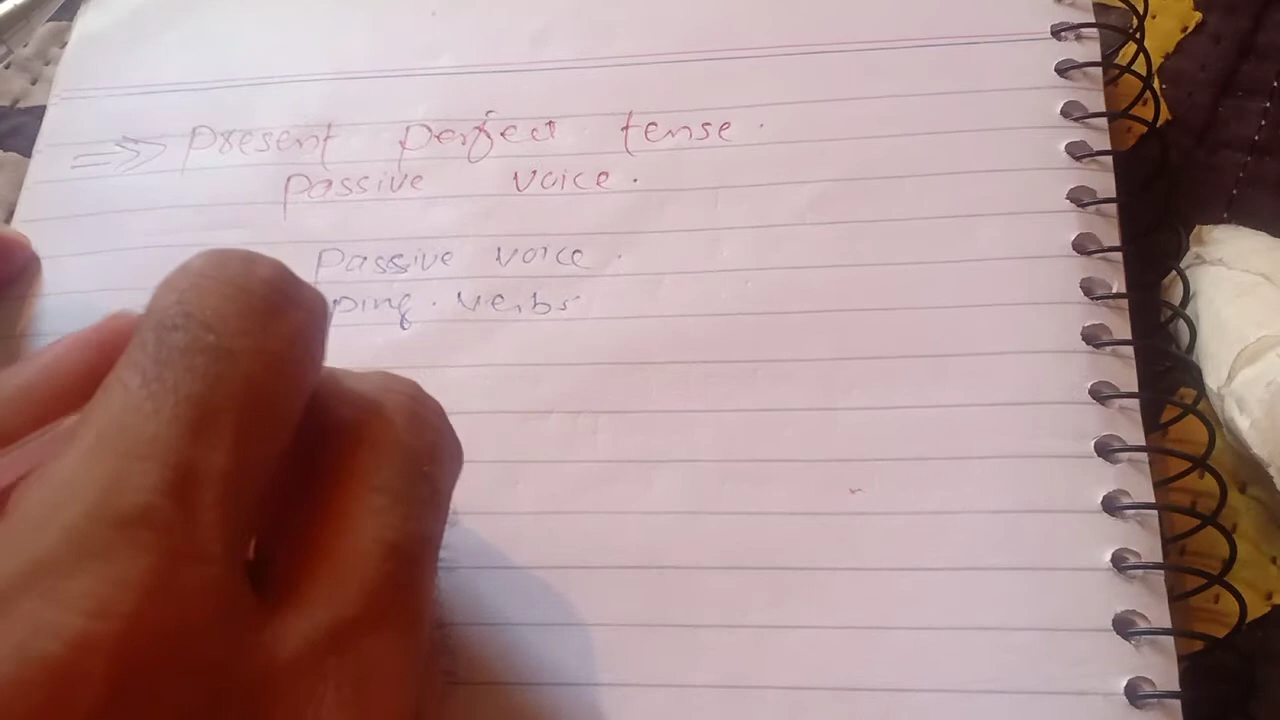 =>> Present perfect tense.
Passive voice.
Passive voice.
verbs